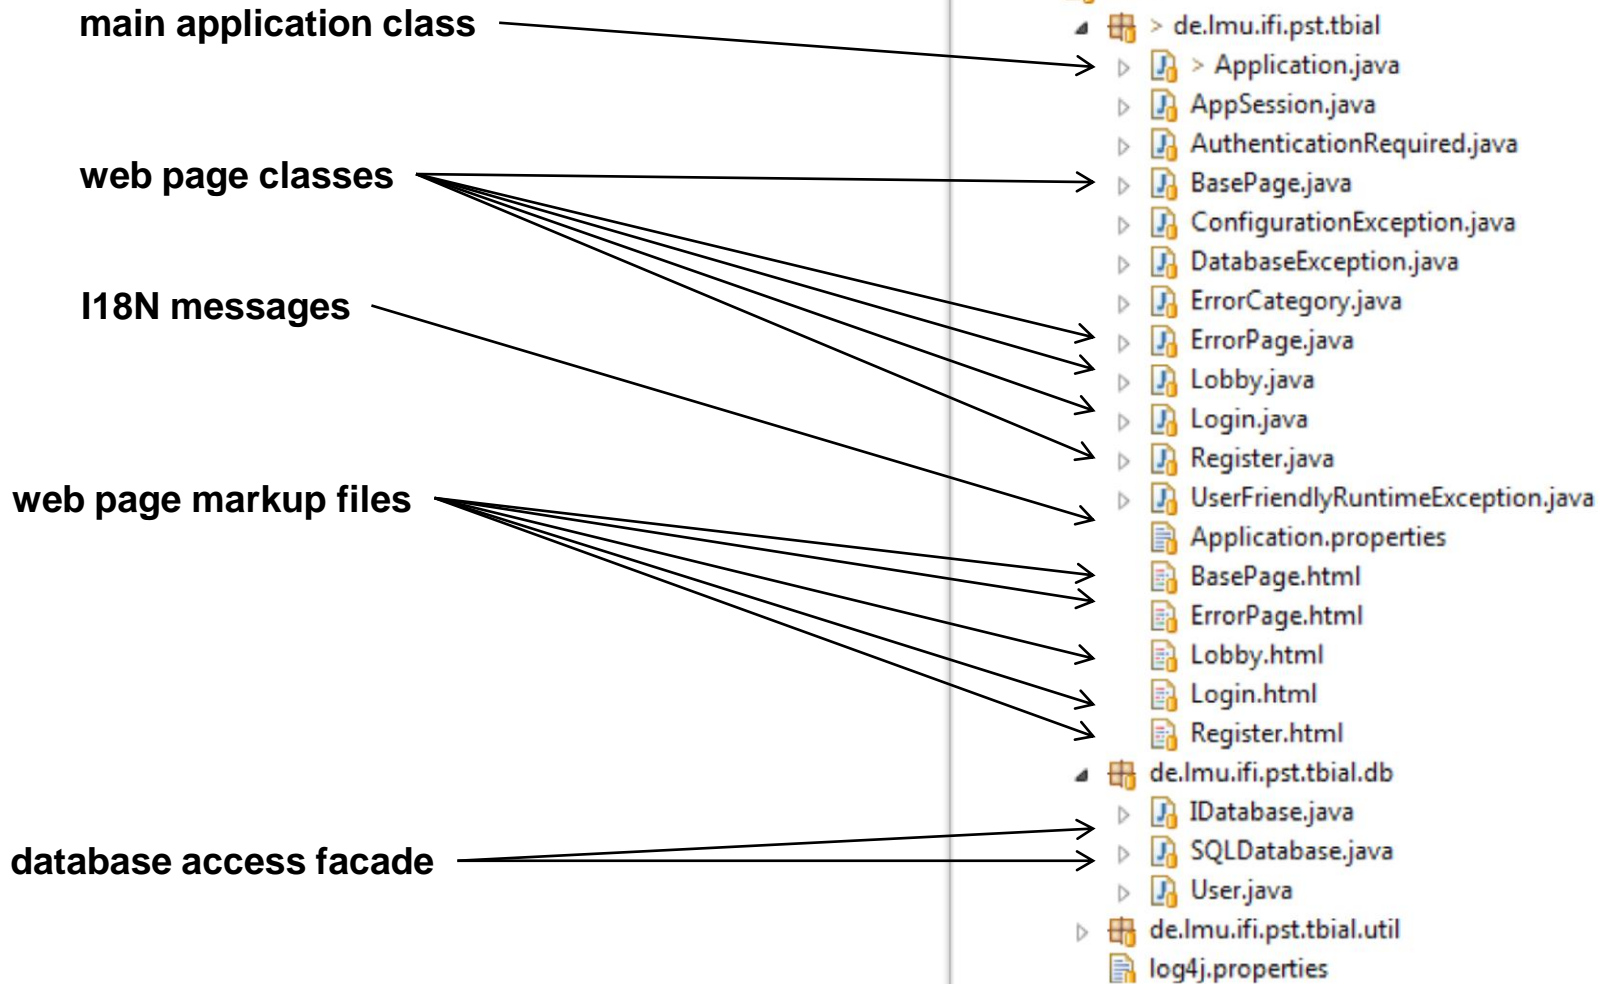 main application class
web page classes
I18N messages
web page markup files
database access facade
> de.lmu.ifi.pst.tbial
> Application.java
AppSession.java
AuthenticationRequired.java
BasePage.java
ConfigurationException.java
DatabaseException.java
ErrorCategory.java
ErrorPage.java
Lobby.java
Login.java
Register.java
UserFriendlyRuntimeException.java
Application.properties
BasePage.html
ErrorPage.html
Lobby.html
Login.html
Register.html
de.lmu.ifi.pst.tbial.db
IDatabase.java
SQLDatabase.java
User.java
de.lmu.ifi.pst.tbial.util
log4j.properties